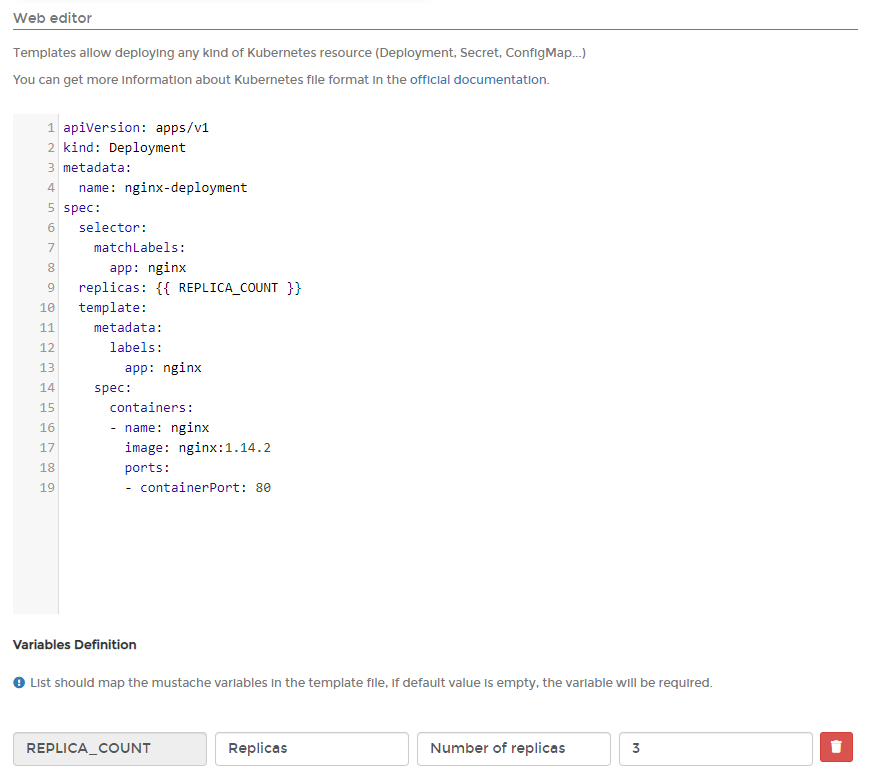 Web editor
Templates allow deploying any kind of Kubernetes resource (Deployment, Secret, ConfigMap...)
You can get more information about Kubernetes file format in the official documentation.
1 apiVersion: apps/v1
2 kind: Deployment
3 metadata:
4   name: nginx-deployment
5 spec:
6   selector:
7     matchLabels:
8       app: nginx
9   replicas: {{ REPLICA_COUNT }}
10   template:
11     metadata:
12       labels:
13         app: nginx
14     spec:
15       containers:
16       - name: nginx
17         image: nginx:1.14.2
18         ports:
19         - containerPort: 80
Variables Definition
List should map the mustache variables in the template file, if default value is empty, the variable will be required.
REPLICA_COUNT Replicas Number of replicas 3